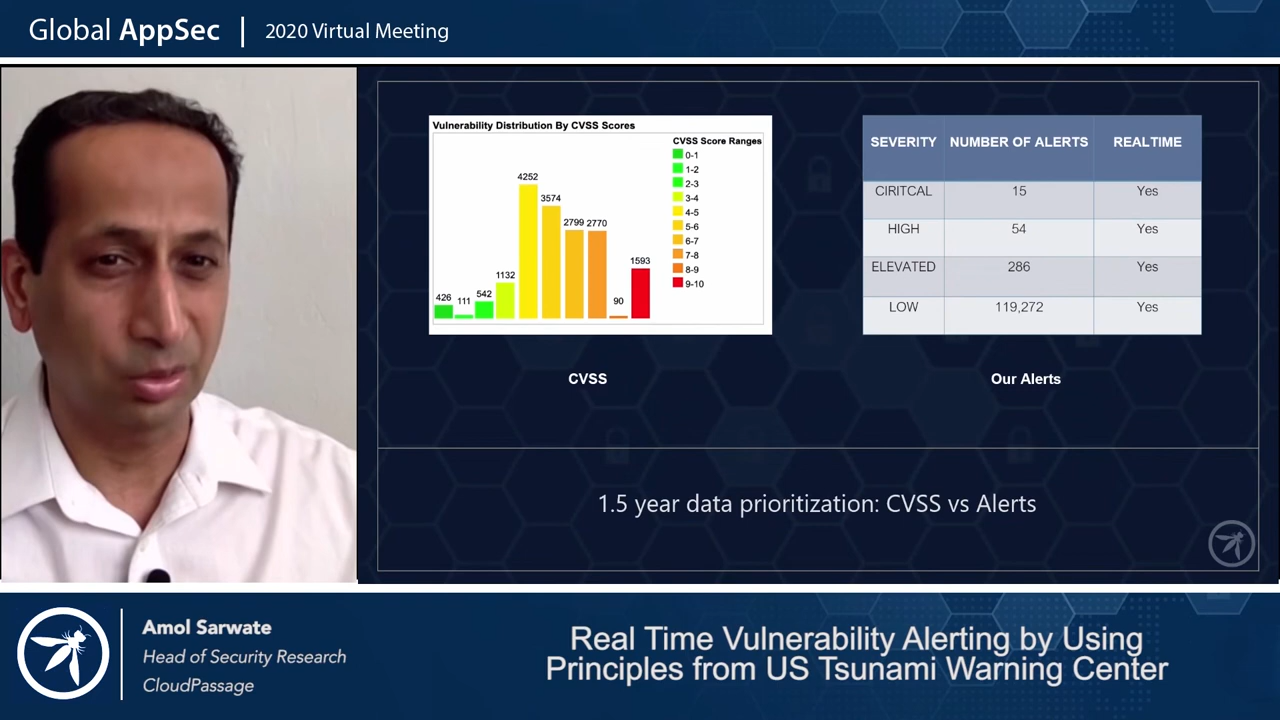 Global AppSec | 2020 Virtual Meeting
Vulnerability Distribution By CVSS Scores
CVSS Score Ranges
0-1
1-2
2-3
3-4
4-5
5-6
6-7
7-8
8-9
9-10
426
111
542
1132
4252
3574
2799
2770
90
1593
CVSS
SEVERITY NUMBER OF ALERTS REALTIME
CIRITCAL 15 Yes
HIGH 54 Yes
ELEVATED 286 Yes
LOW 119,272 Yes
Our Alerts
1.5 year data prioritization: CVSS vs Alerts
Amol Sarwate
Head of Security Research
CloudPassage
Real Time Vulnerability Alerting by Using
Principles from US Tsunami Warning Center